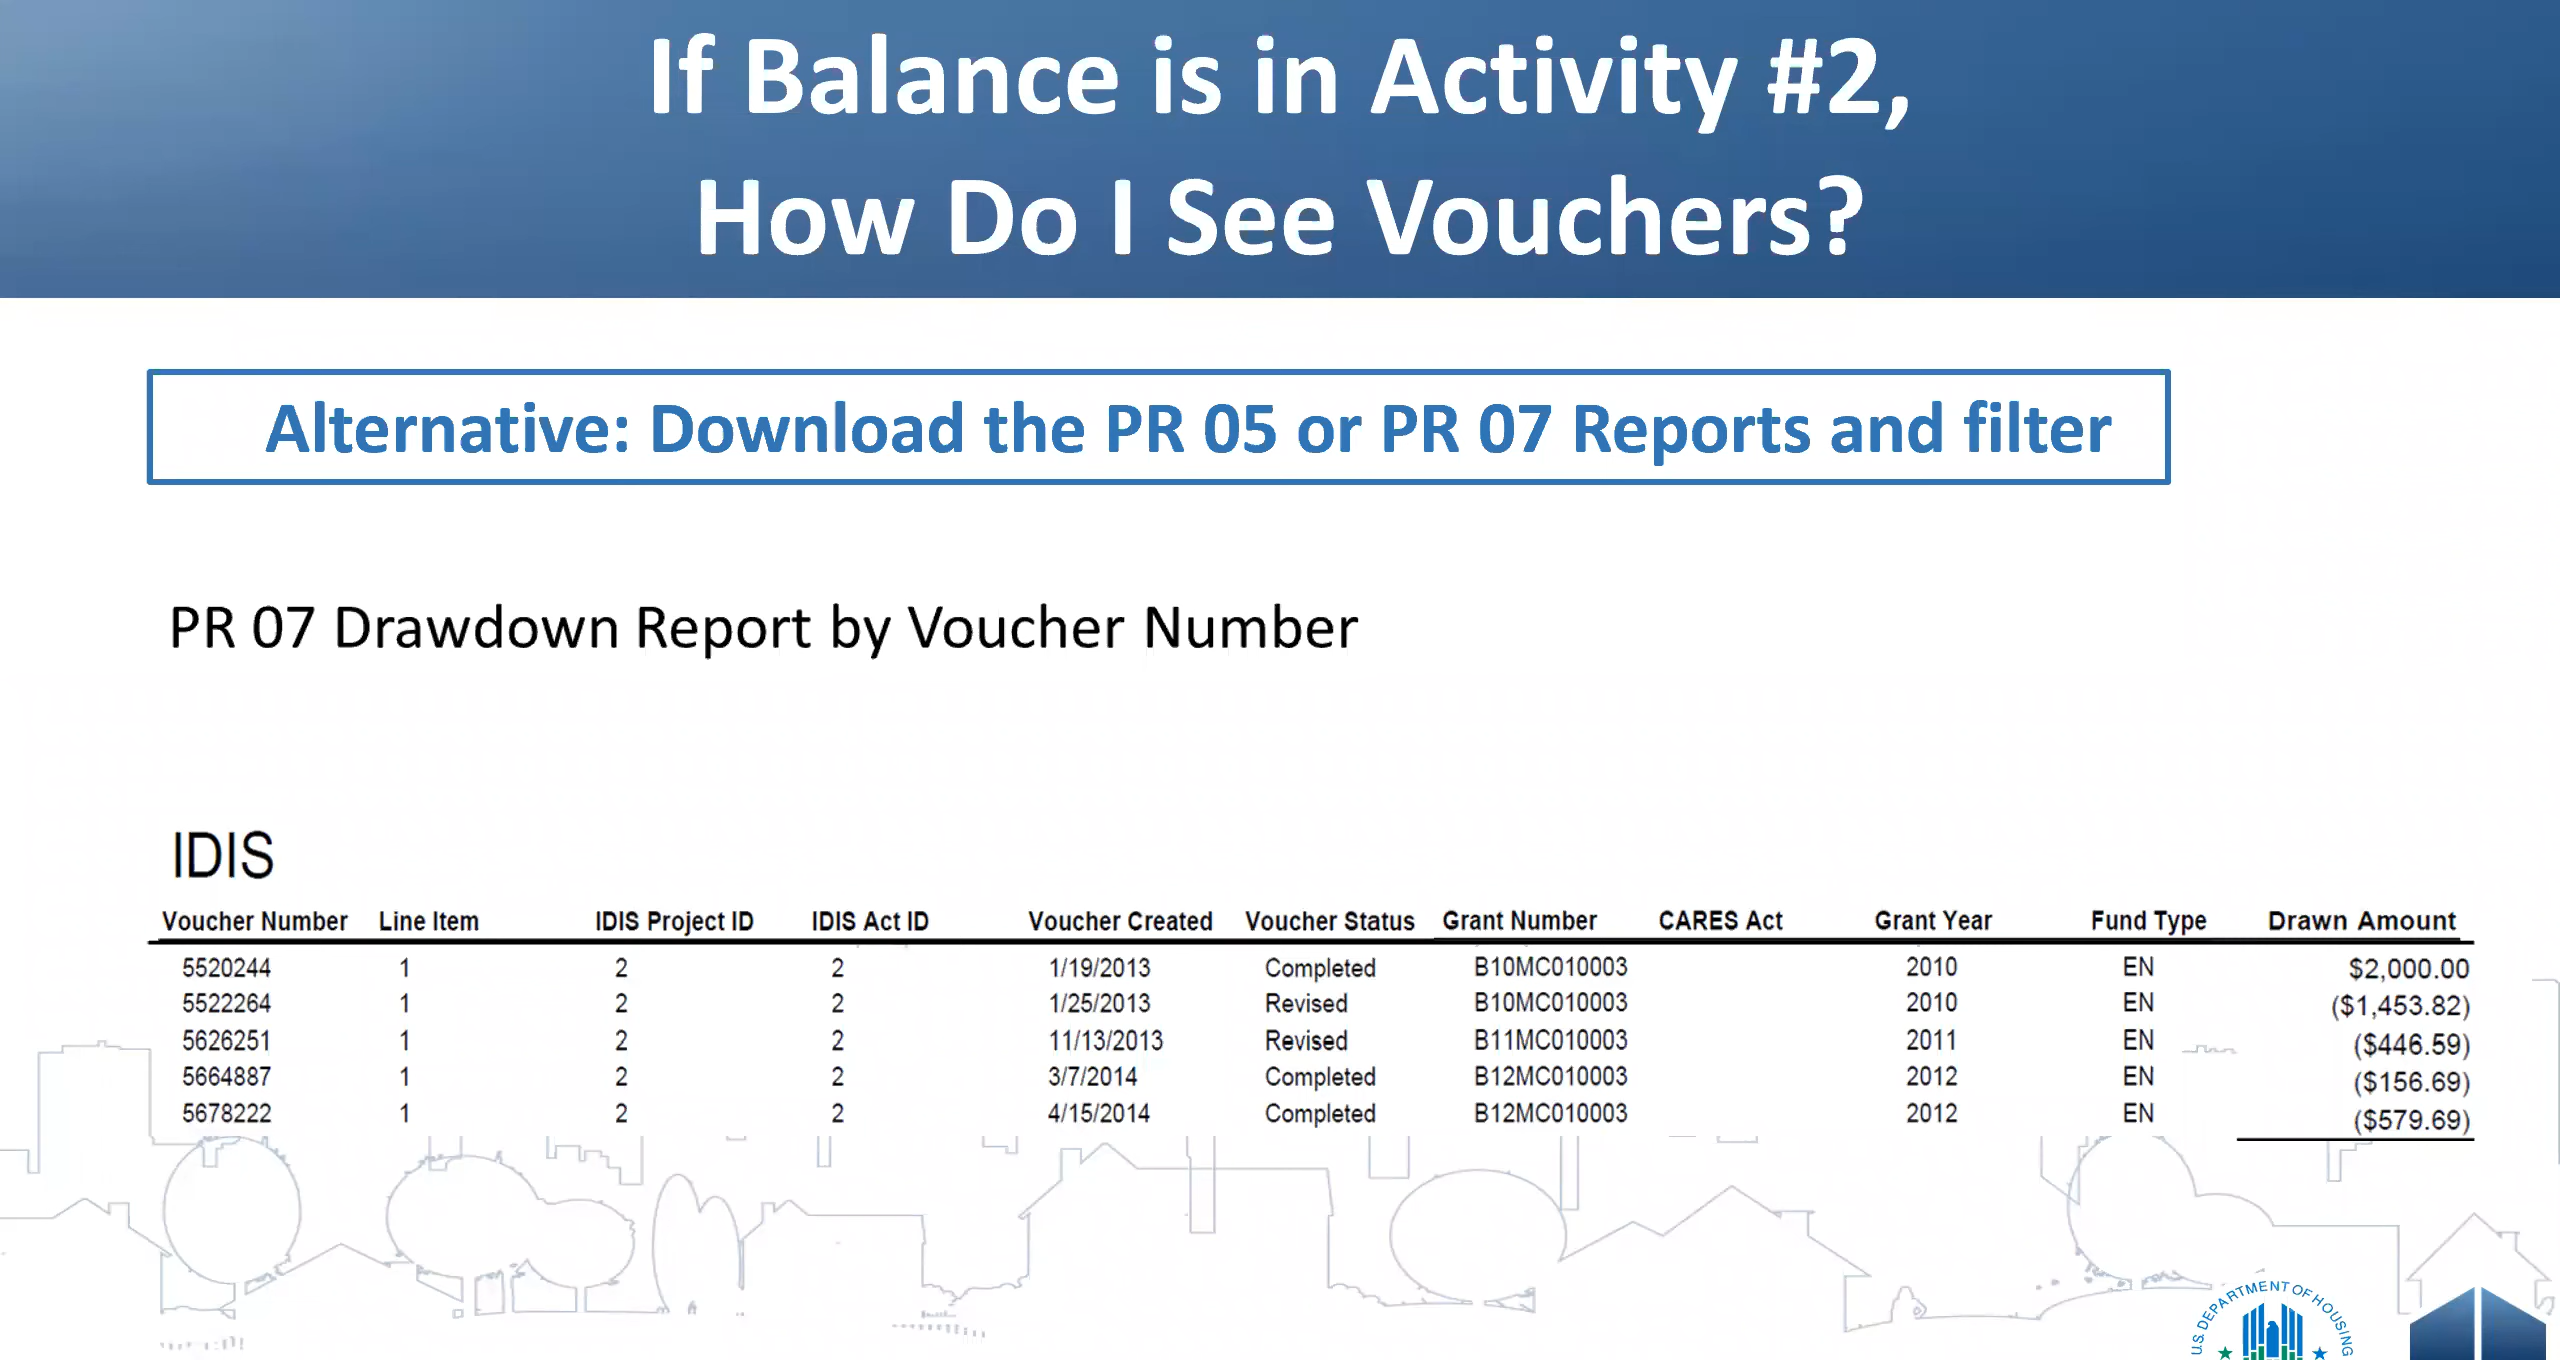 If Balance is in Activity #2,
How Do I See Vouchers?
Alternative: Download the PR 05 or PR 07 Reports and filter
PR 07 Drawdown Report by Voucher Number
IDIS
Voucher Number Line Item IDIS Project ID IDIS Act ID Voucher Created Voucher Status Grant Number CARES Act Grant Year Fund Type Drawn Amount
5520244 1 2 2 1/19/2013 Completed B10MC010003 2010 EN $2,000.00
5522264 1 2 2 1/25/2013 Revised B10MC010003 2010 EN ($1,453.82)
5626251 1 2 2 11/13/2013 Revised B11MC010003 2011 EN ($446.59)
5664887 1 2 2 3/7/2014 Completed B12MC010003 2012 EN ($156.69)
5678222 1 2 2 4/15/2014 Completed B12MC010003 2012 EN ($579.69)
U.S. DEPARTMENT OF HOUSING